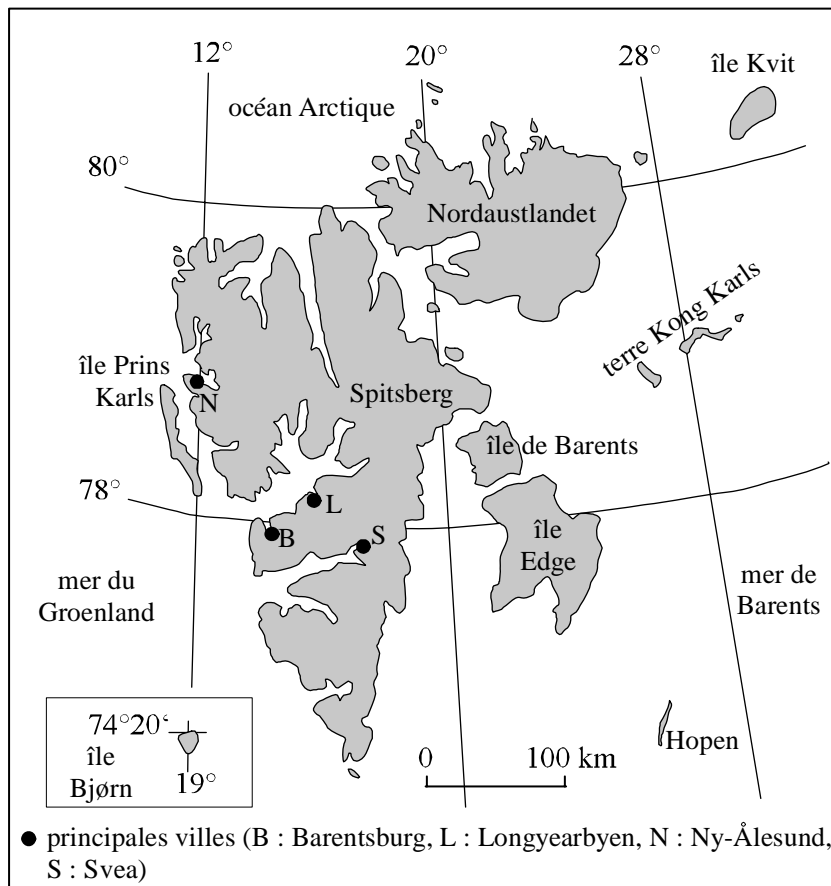 12°
20°
28°
île Kvit
océan Arctique
80°
Nordaustlandet
terre Kong Karls
île Prins
Karls
N
Spitsberg
île de Barents
78°
L
B
S
île
Edge
mer du
Groenland
mer de
Barents
74°20‘
île
Bjørn
19°
0
100 km
Hopen
principales villes (B : Barentsburg, L : Longyearbyen, N : Ny-Ålesund,
S : Svea)